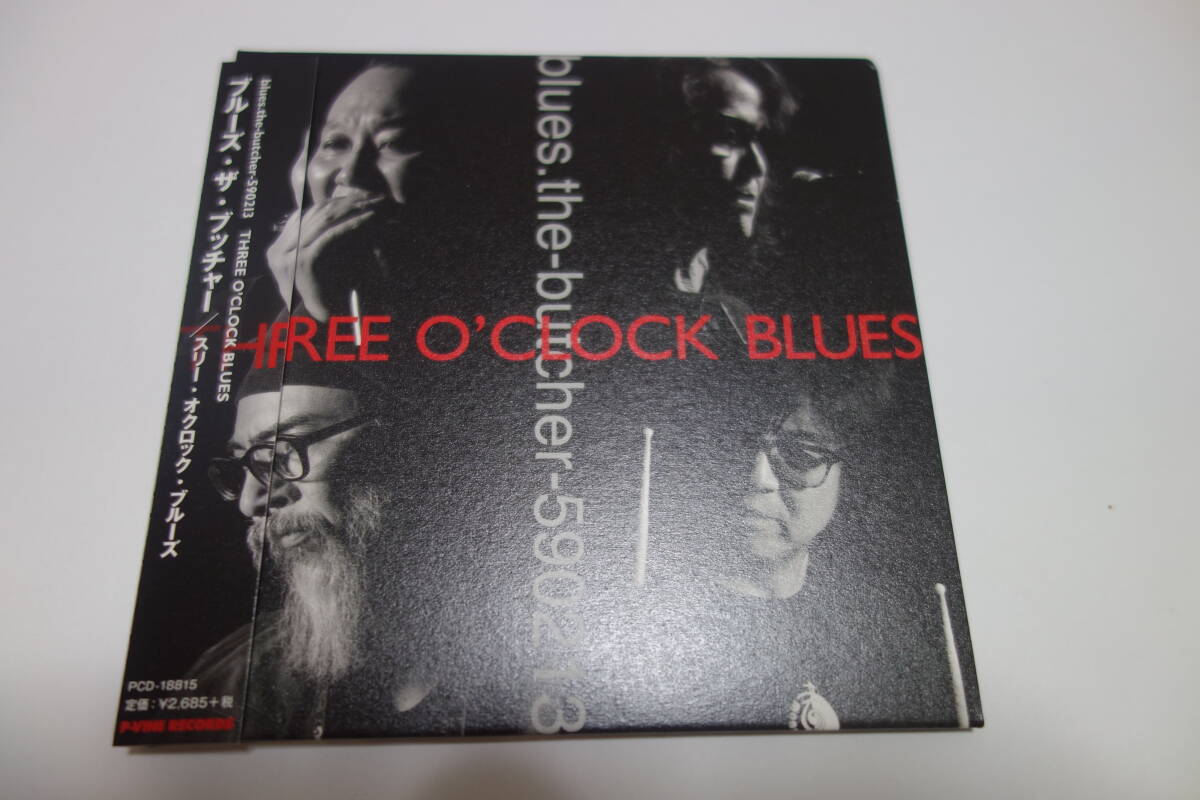 blues.the-butcher-590213 THREE O'CLOCK BLUES
ブルーズ・ザ・ブッチャー／スリー・オクロック・ブルーズ
PCD-18815
定価：¥2,685+税
P-VINE RECORDS
THREE O'CLOCK BLUES
blues.the-butcher-590213